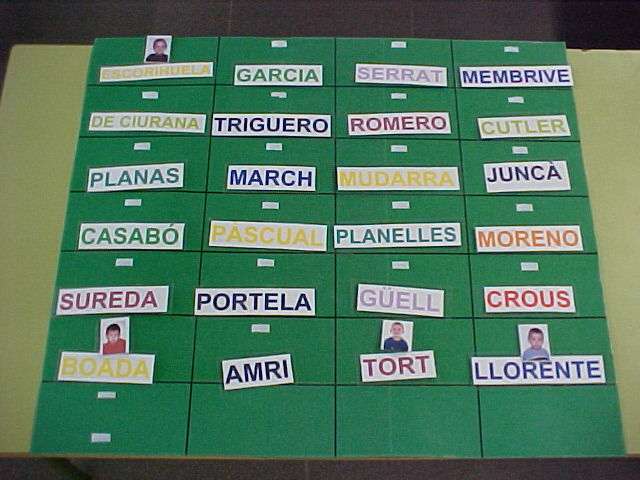 ESCORIHUELA GARCIA SERRAT MEMBRIVE
DE CIURANA TRIGUERO ROMERO CUTLER
PLANAS MARCH MUDARRA JUNCÀ
CASABÓ PASCUAL PLANELLES MORENO
SUREDA PORTELA GÜELL CROUS
BOADA AMRI TORT LLORENTE